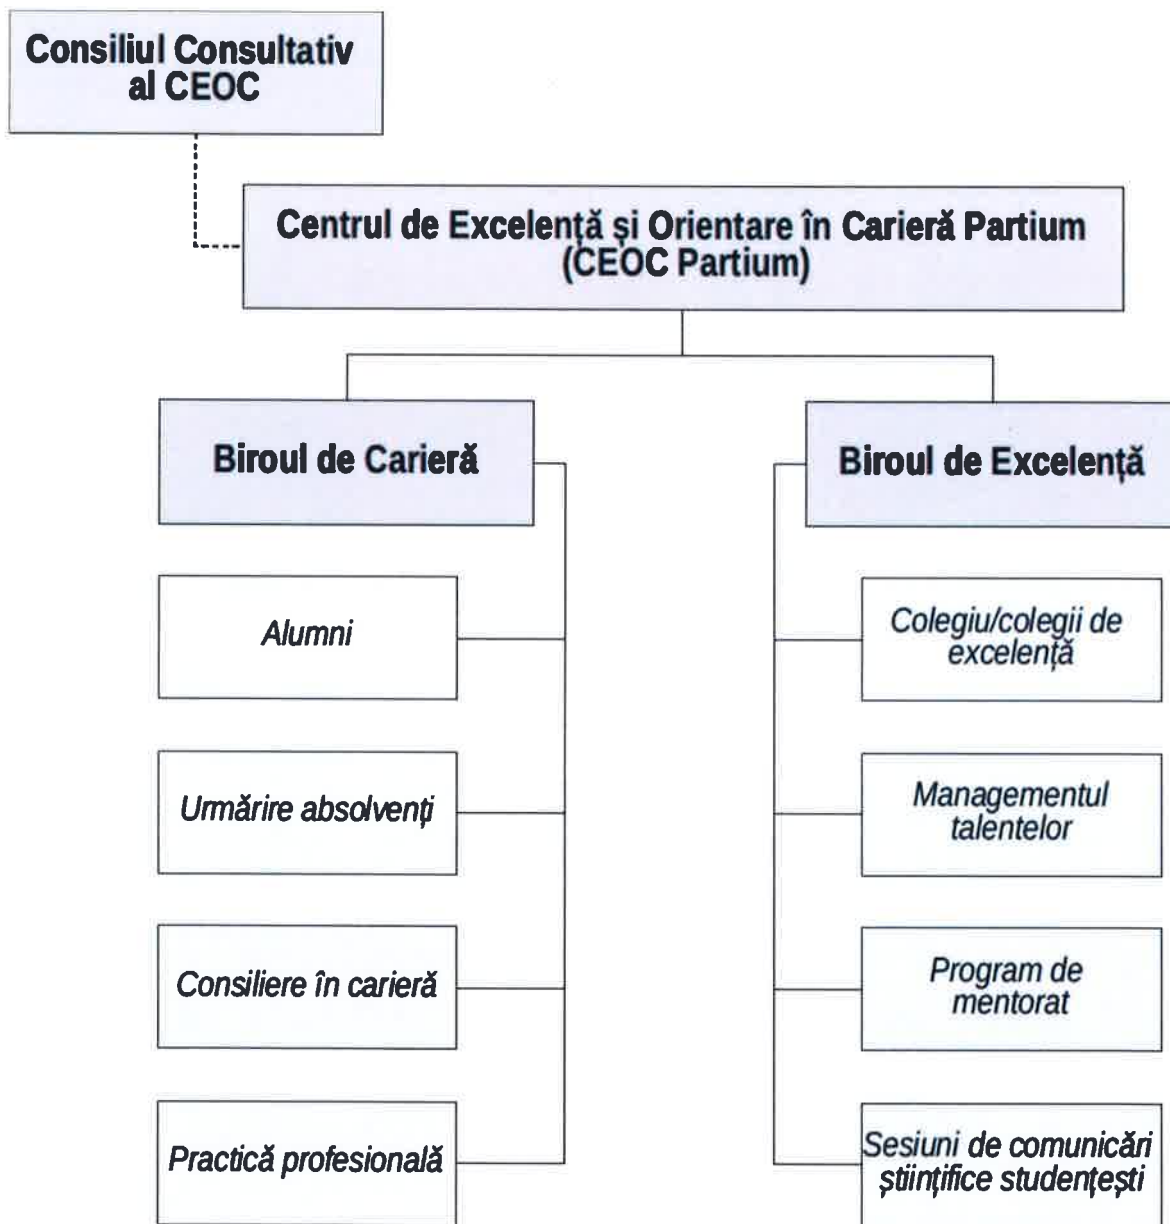 Consiliul Consultativ
al CEOC
Centrul de Excelență și Orientare în Carieră Partium
(CEOC Partium)
Biroul de Carieră
Biroul de Excelență
Alumni
Colegiu/colegii de
excelență
Urmărire absolvenți
Managementul
talentelor
Consiliere în carieră
Program de
mentorat
Practică profesională
Sesiuni de comunicări
științifice studențești